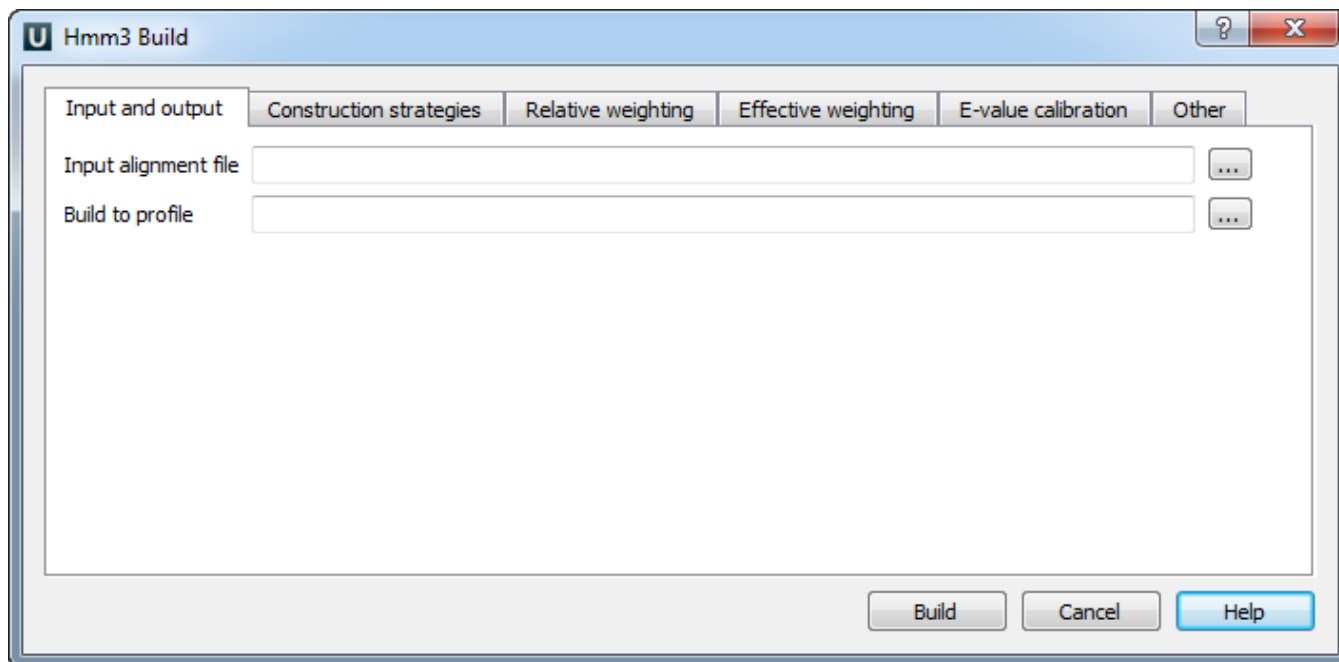 U Hmm3 Build ? X
Input and output Construction strategies Relative weighting Effective weighting E-value calibration Other
Input alignment file ...
Build to profile ...
Build Cancel Help